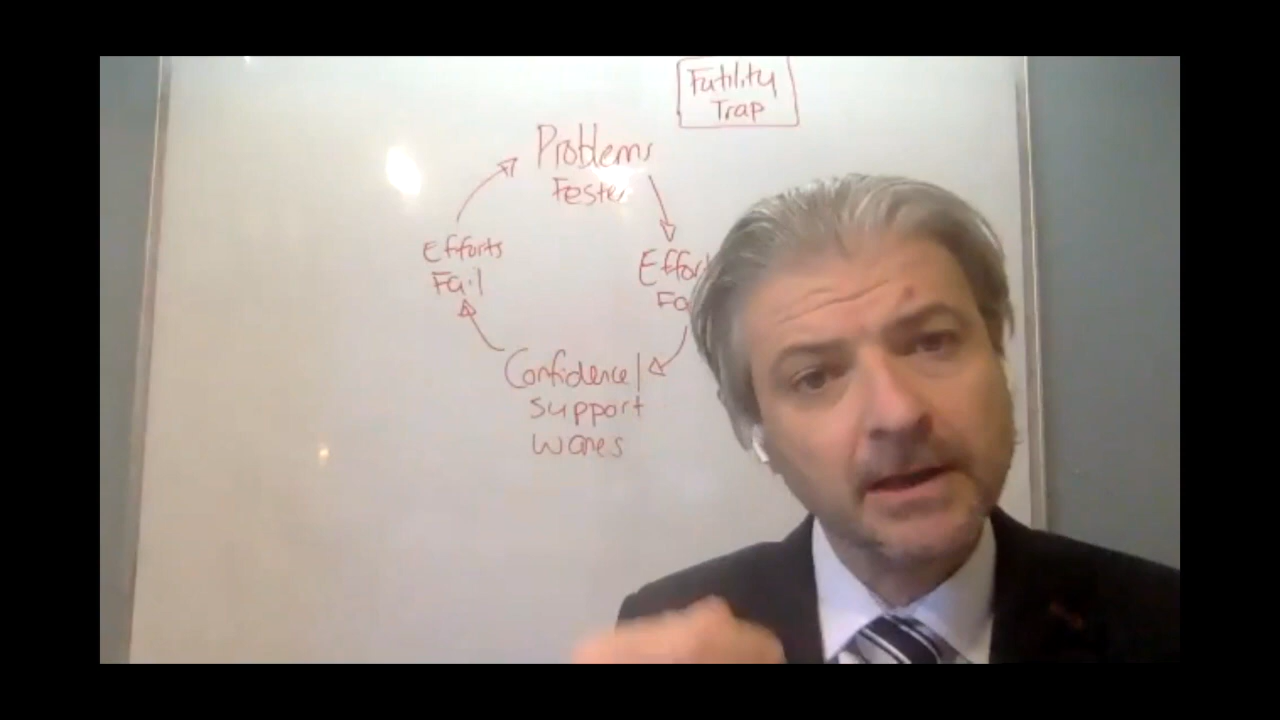 Futility
Trap
Problems
Fester
Efforts
Fail
Confidence/
support
wanes